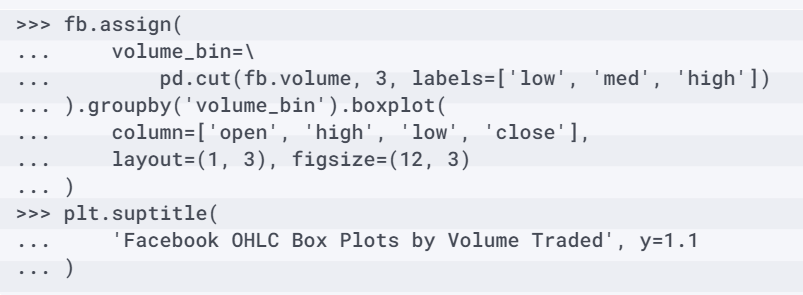 >>> fb.assign(
...     volume_bin=\
...         pd.cut(fb.volume, 3, labels=['low', 'med', 'high'])
... ).groupby('volume_bin').boxplot(
...     column=['open', 'high', 'low', 'close'],
...     layout=(1, 3), figsize=(12, 3)
... )
>>> plt.suptitle(
...     'Facebook OHLC Box Plots by Volume Traded', y=1.1
... )